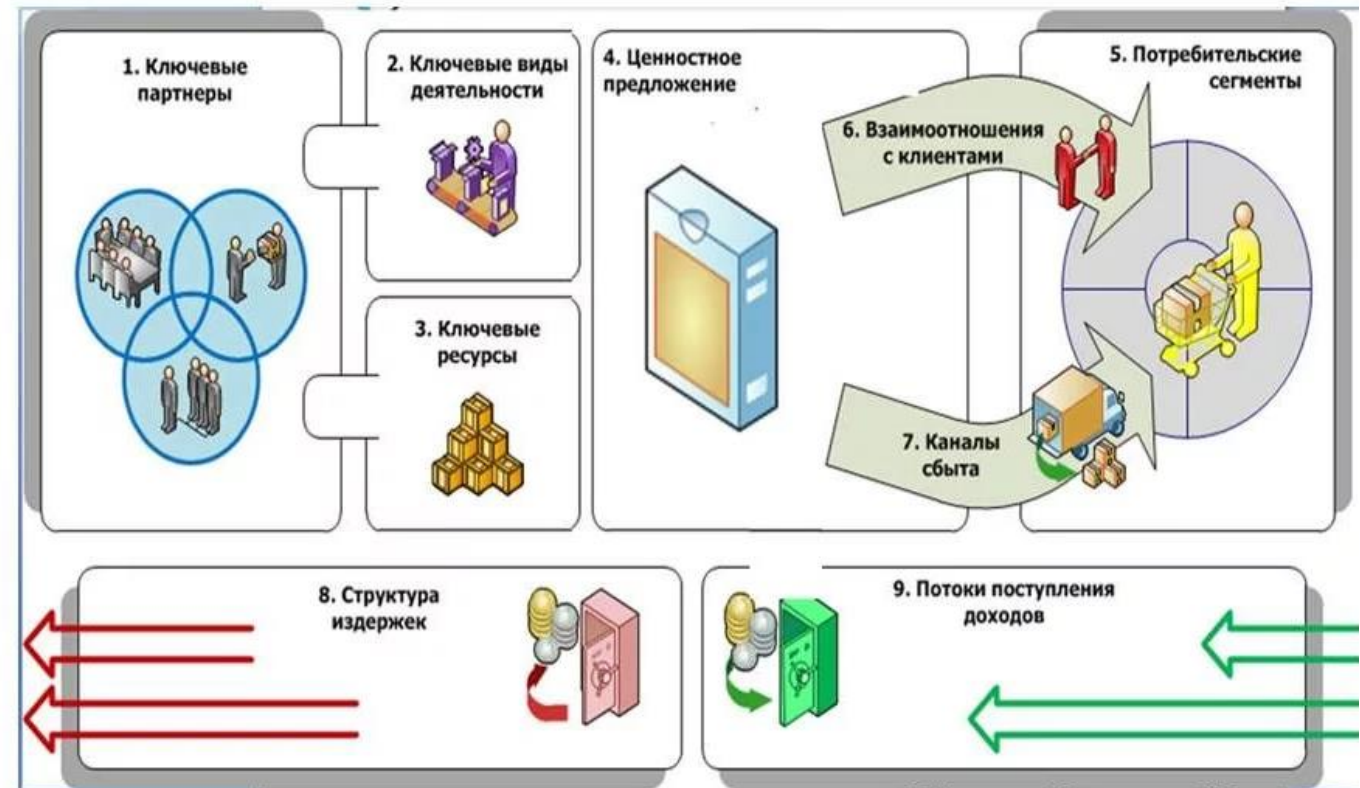 1. Ключевые
партнеры
2. Ключевые виды
деятельности
3. Ключевые
ресурсы
4. Ценностное
предложение
5. Потребительские
сегменты
6. Взаимоотношения
с клиентами
7. Каналы
сбыта
8. Структура
издержек
9. Потоки поступления
доходов